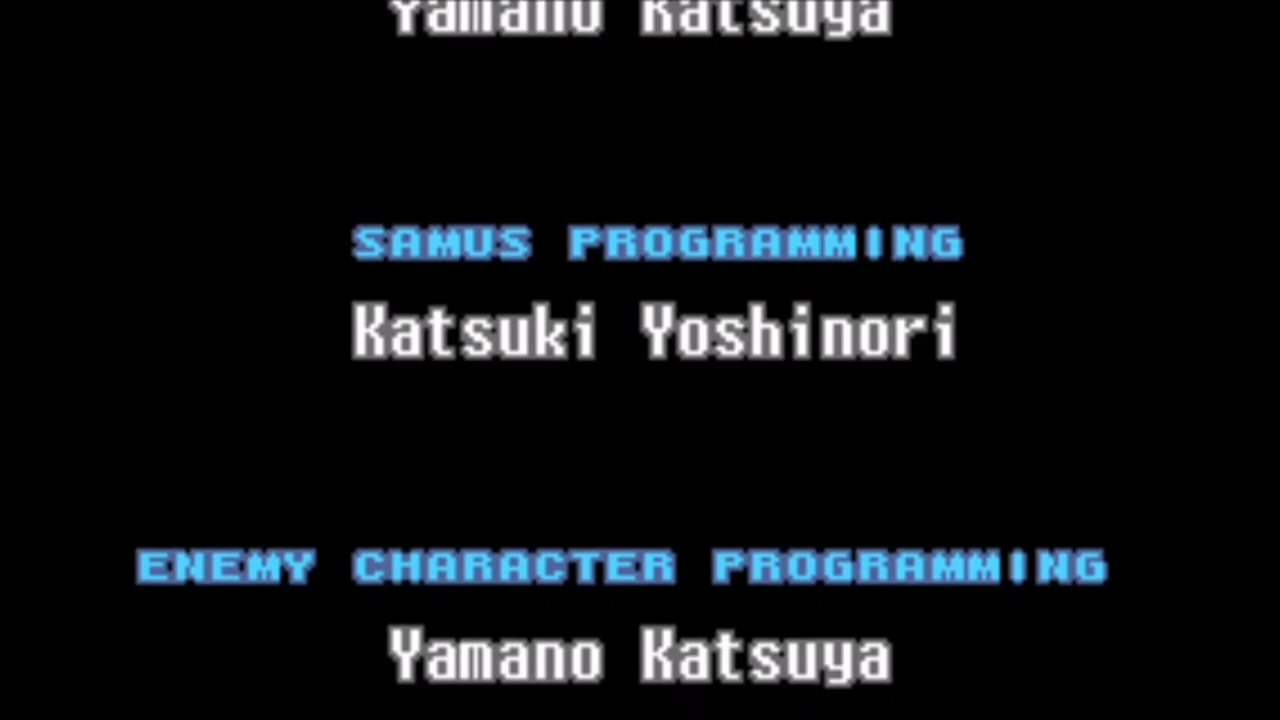 Yamano Katsuya
SAMUS PROGRAMMING
Katsuki Yoshinori
ENEMY CHARACTER PROGRAMMING
Yamano Katsuya